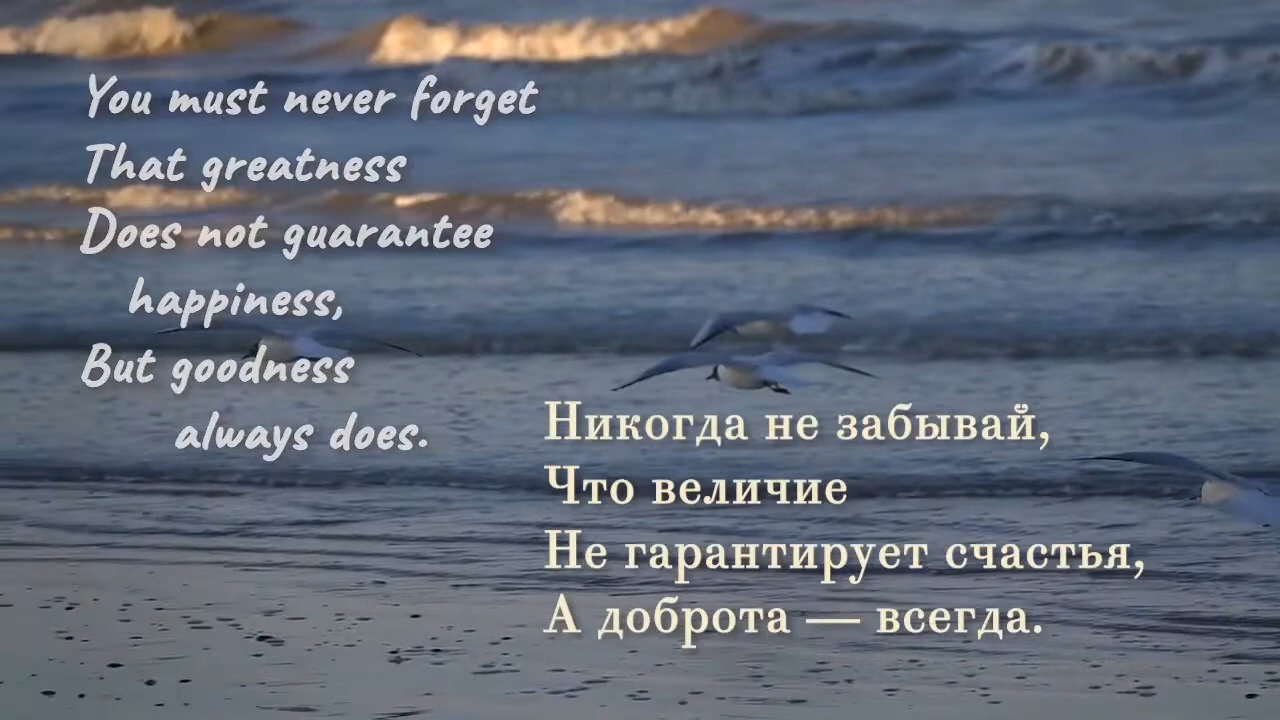 You must never forget
That greatness
Does not guarantee
happiness,
But goodness
always does.
Никогда не забывай,
Что величие
Не гарантирует счастья,
А доброта — всегда.